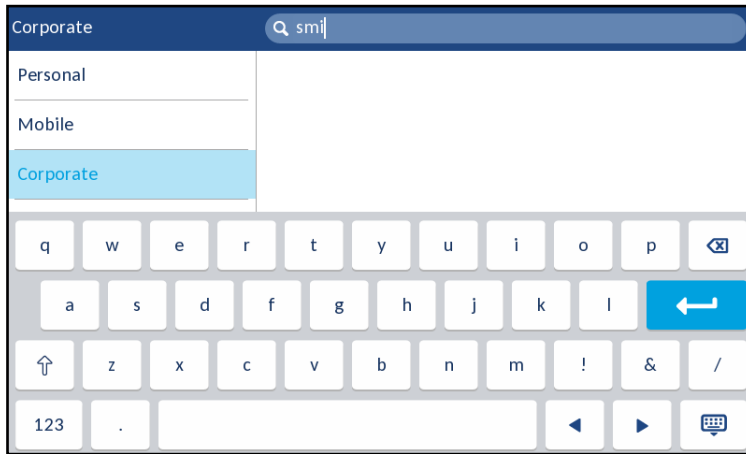 Corporate smi
Personal
Mobile
Corporate
q w e r t y u i o p
a s d f g h j k l
z x c v b n m ! & /
123 .